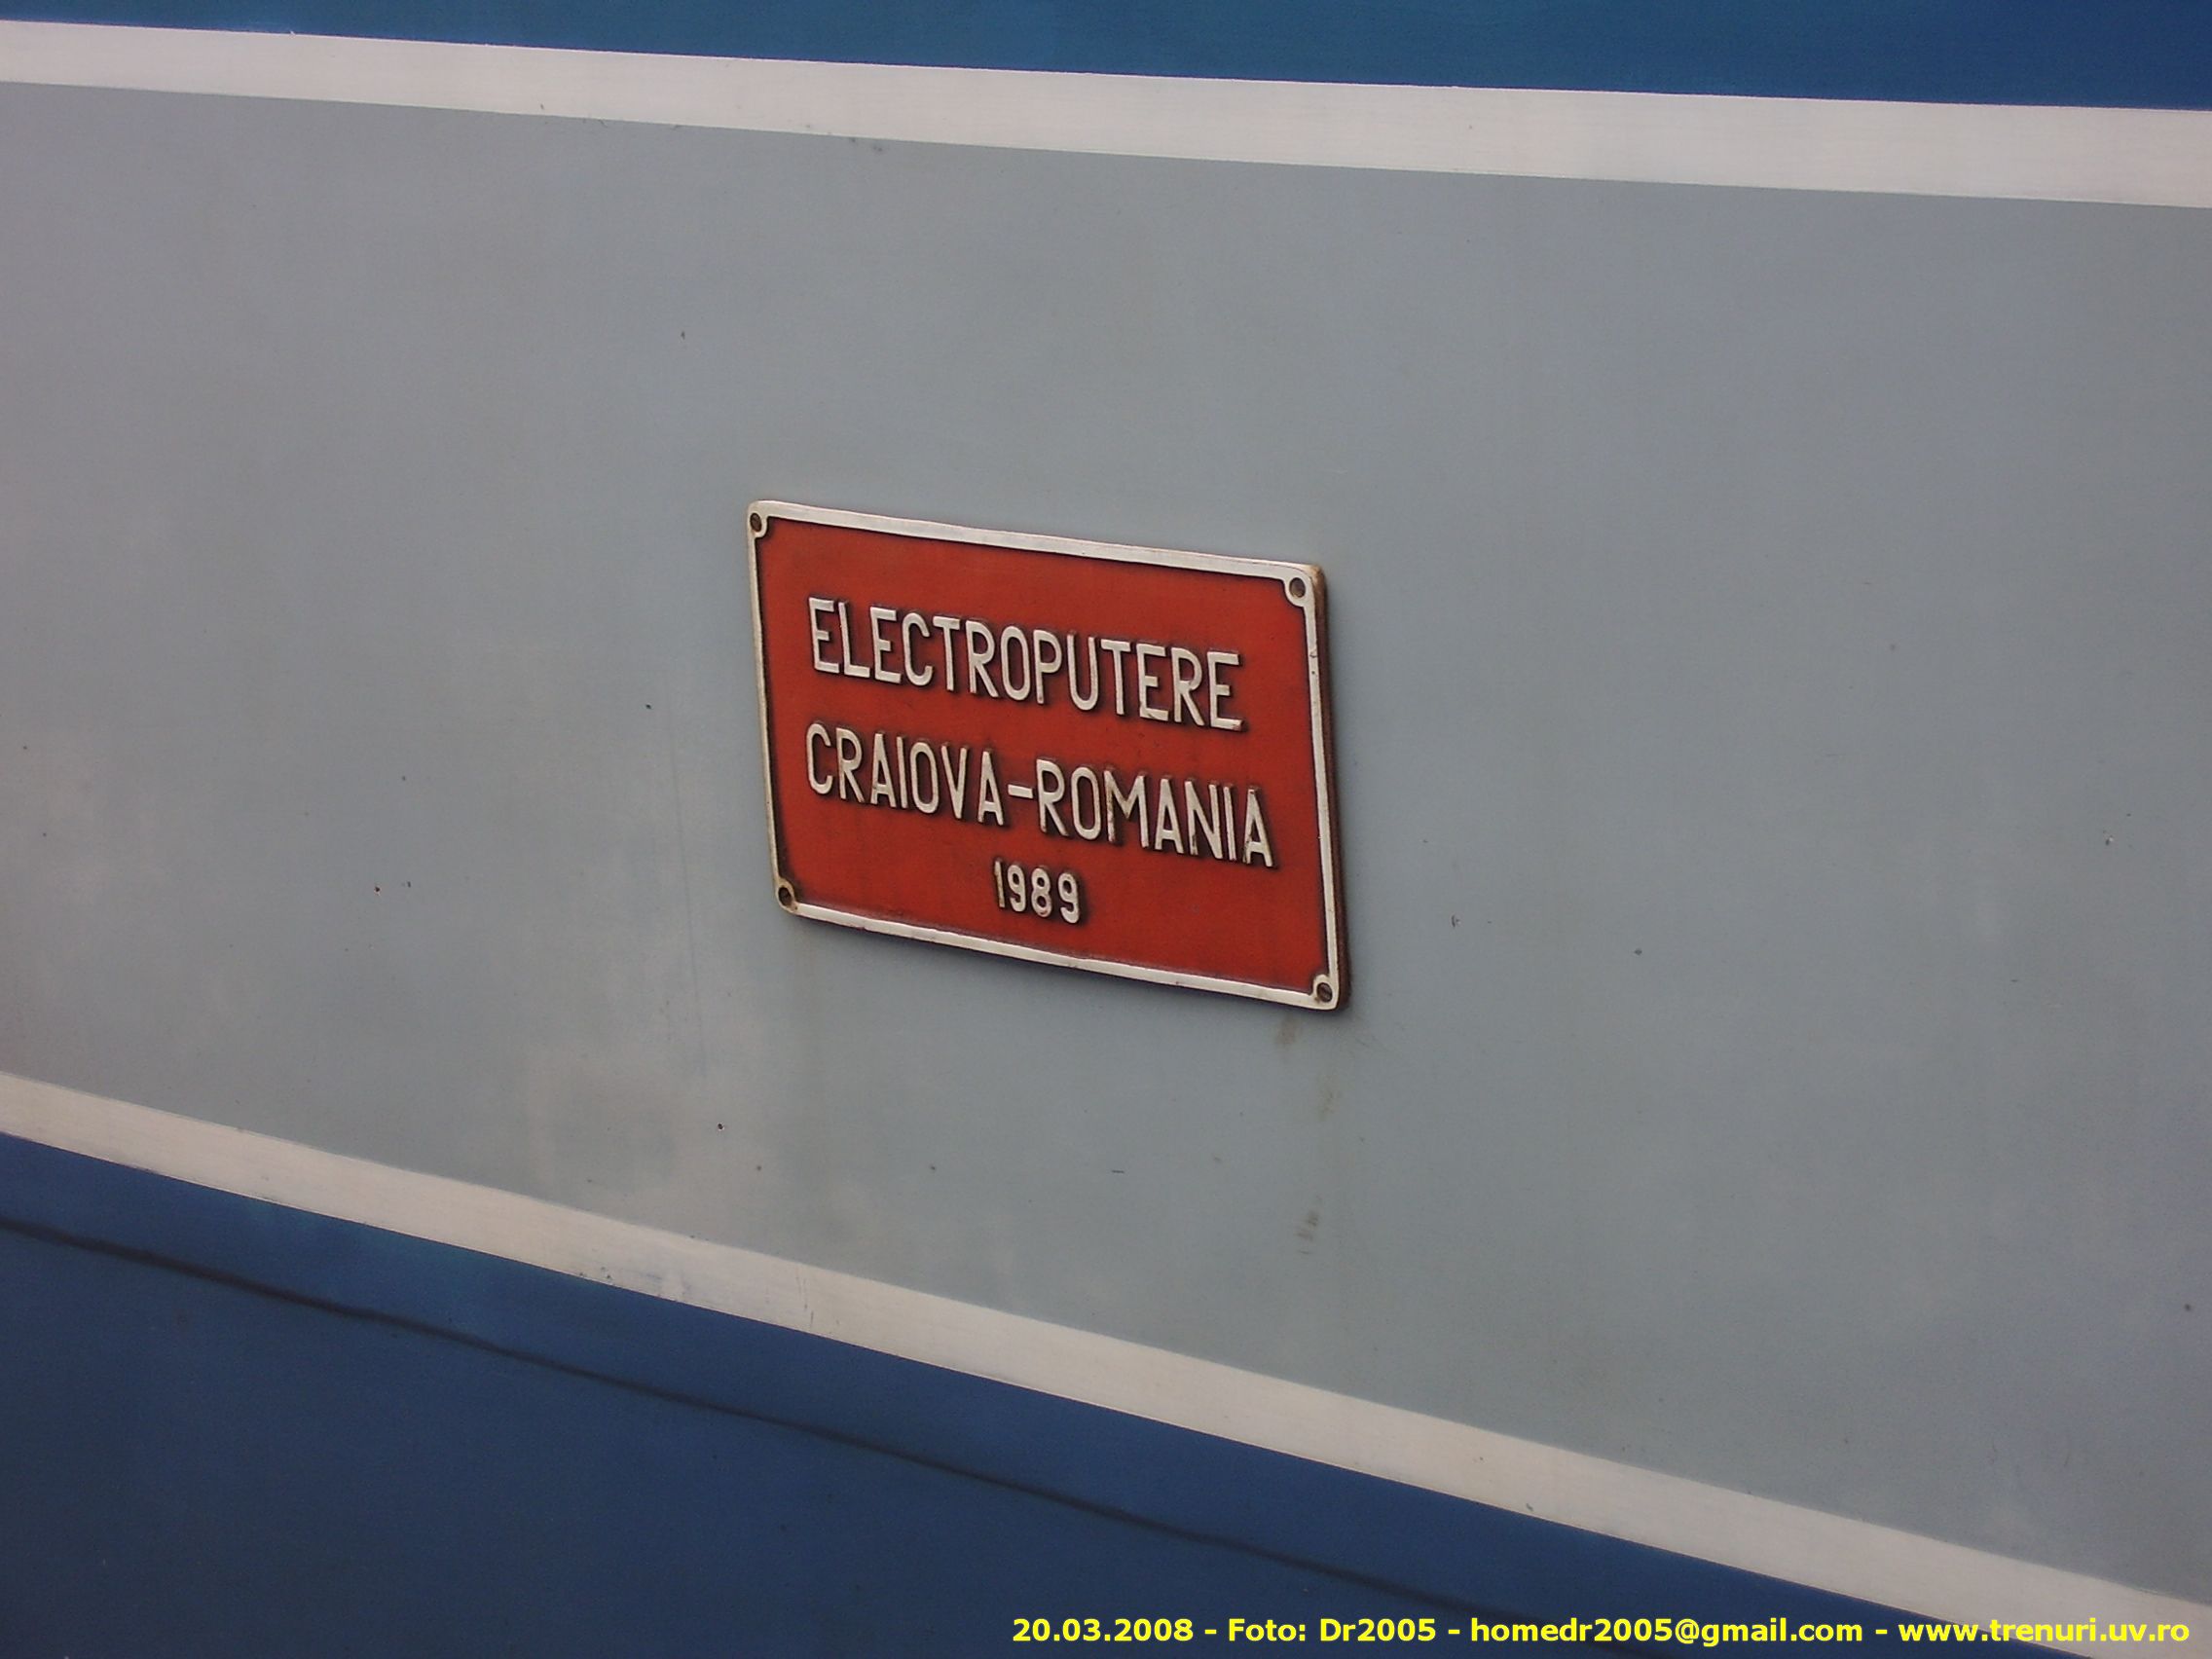 ELECTROPUTERE
CRAIOVA-ROMANIA
1989
20.03.2008 - Foto: Dr2005 - homedr2005@gmail.com - www.trenuri.uv.ro